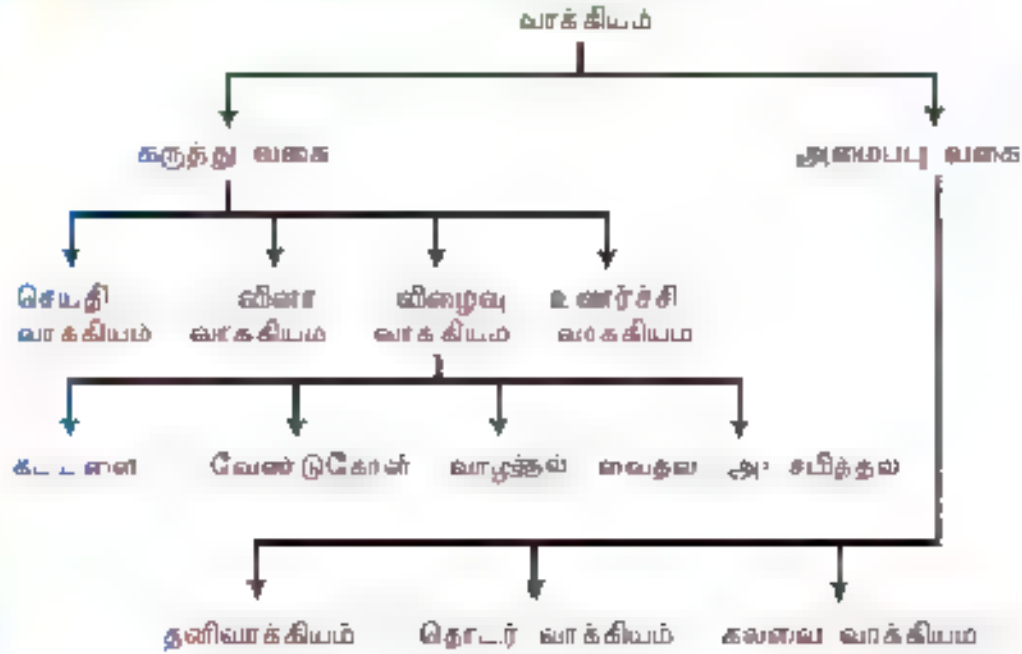 வாக்கியம்
கருத்து வகை அமைப்பு வகை
செய்தி வினா விழைவு உணர்ச்சி
வாக்கியம் வாக்கியம் வாக்கியம் வாக்கியம்
கட்டளை வேண்டுகோள் வாழ்த்தல் வைதல்
தனிவாக்கியம் தொடர் வாக்கியம் கலவை வாக்கியம்